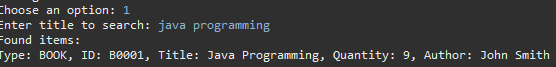 Choose an option: 1
Enter title to search: java programming
Found items:
Type: BOOK, ID: B0001, Title: Java Programming, Quantity: 9, Author: John Smith